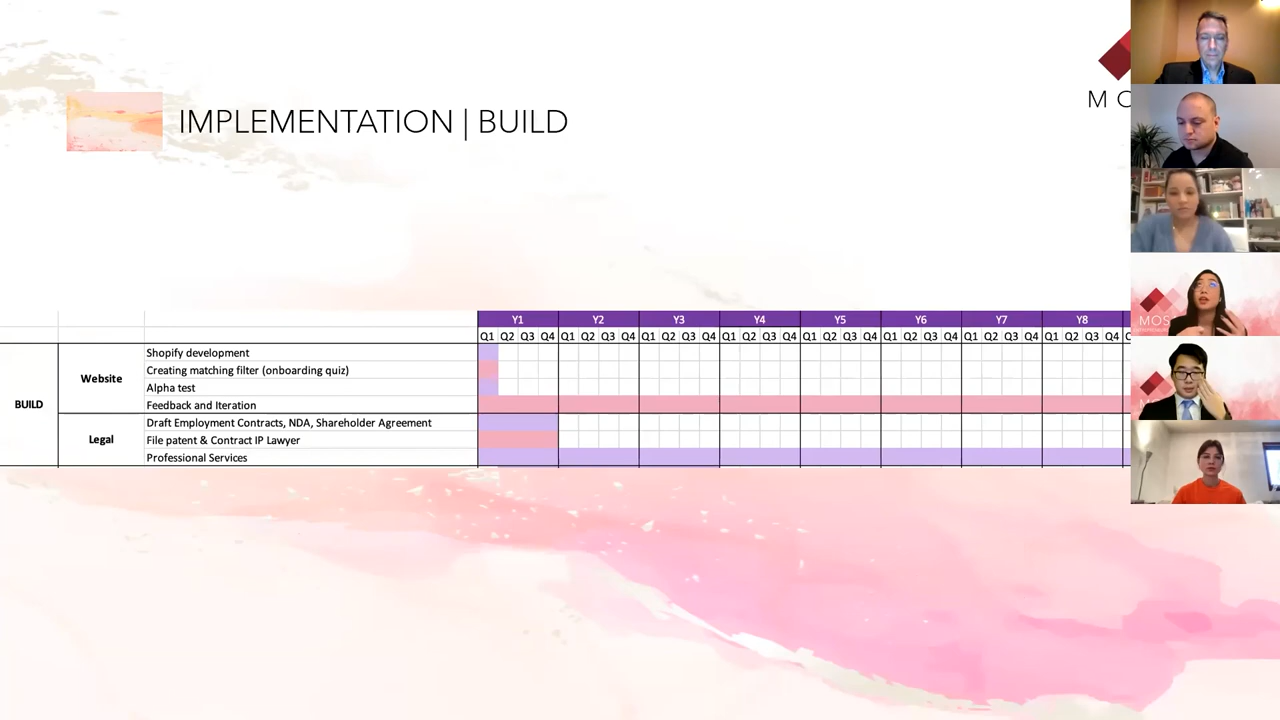 IMPLEMENTATION | BUILD
M O
Y1 Y2 Y3 Y4 Y5 Y6 Y7 Y8
Q1 Q2 Q3 Q4 Q1 Q2 Q3 Q4 Q1 Q2 Q3 Q4 Q1 Q2 Q3 Q4 Q1 Q2 Q3 Q4 Q1 Q2 Q3 Q4 Q1 Q2 Q3 Q4 Q1 Q2 Q3 Q4
BUILD
Website
Shopify development
Creating matching filter (onboarding quiz)
Alpha test
Feedback and Iteration
Legal
Draft Employment Contracts, NDA, Shareholder Agreement
File patent & Contract IP Lawyer
Professional Services
MOS